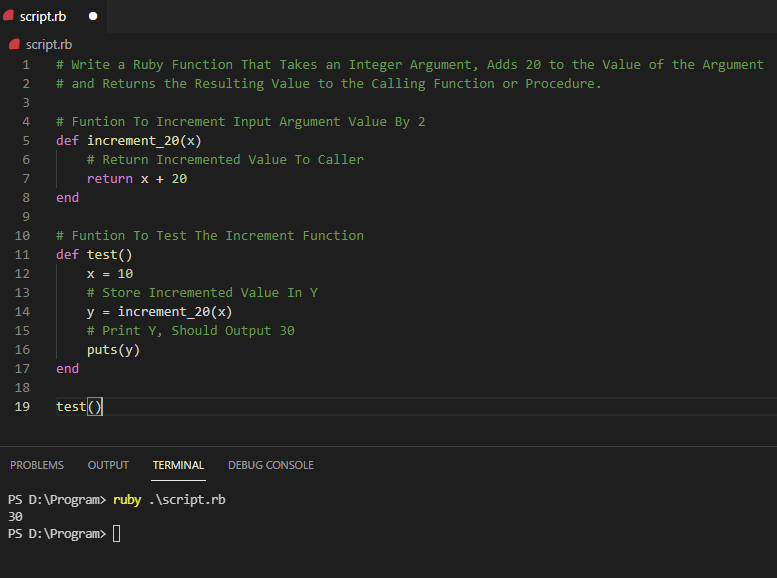 script.rb
script.rb
1 # Write a Ruby Function That Takes an Integer Argument, Adds 20 to the Value of the Argument
2 # and Returns the Resulting Value to the Calling Function or Procedure.
3
4 # Funtion To Increment Input Argument Value By 2
5 def increment_20(x)
6 # Return Incremented Value To Caller
7 return x + 20
8 end
9
10 # Funtion To Test The Increment Function
11 def test()
12 x = 10
13 # Store Incremented Value In Y
14 y = increment_20(x)
15 # Print Y, Should Output 30
16 puts(y)
17 end
18
19 test()
PROBLEMS OUTPUT TERMINAL DEBUG CONSOLE
PS D:\Program> ruby .\script.rb
30
PS D:\Program>